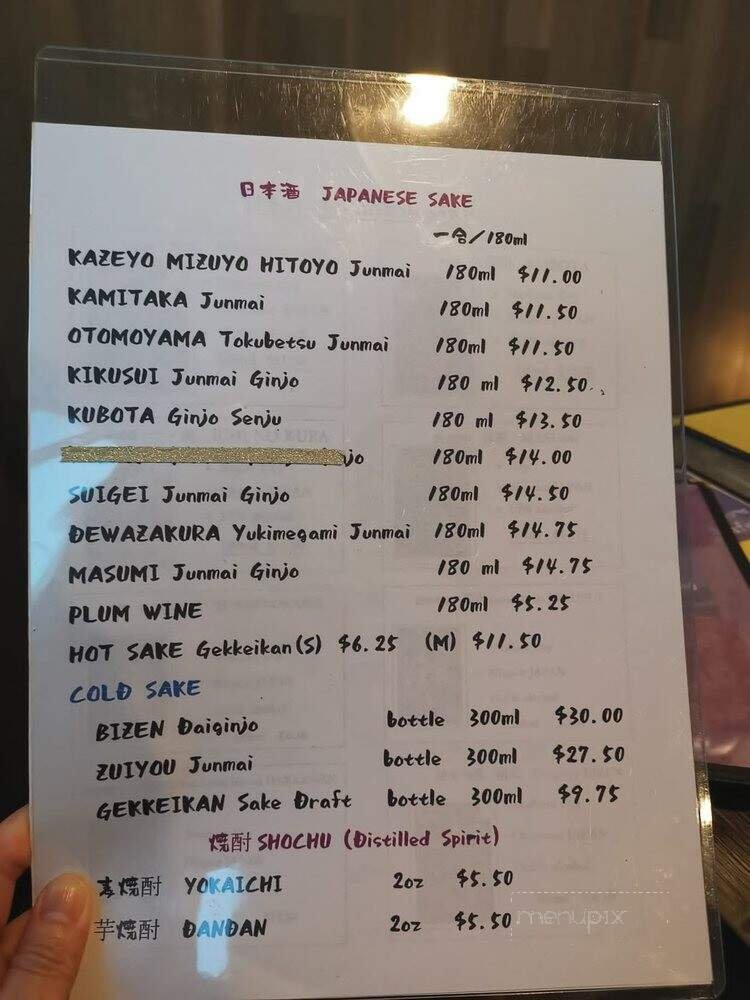 日本酒 JAPANESE SAKE
一合/180ml
KAZEYO MIZUYO HITOYO Junmai 180ml $11.00
KAMITAKA Junmai 180ml $11.50
OTOMOYAMA Tokubetsu Junmai 180ml $11.50
KIKUSUI Junmai Ginjo 180 ml $12.50
KUBOTA Ginjo Senju 180 ml $13.50
jo 180ml $14.00
SUIGEI Junmai Ginjo 180ml $14.50
DEWAZAKURA Yukimegami Junmai 180ml $14.75
MASUMI Junmai Ginjo 180 ml $14.75
PLUM WINE 180ml $5.25
HOT SAKE Gekkeikan(S) $6.25 (M) $11.50
COLD SAKE
BIZEN Daiginjo bottle 300ml $30.00
ZUIYOU Junmai bottle 300ml $27.50
GEKKEIKAN Sake Draft bottle 300ml $9.75
焼酎 SHOCHU (Distilled Spirit)
麦焼酎 YOKAICHI 2oz $5.50
芋焼酎 DANDAN 2oz $5.50
menupix